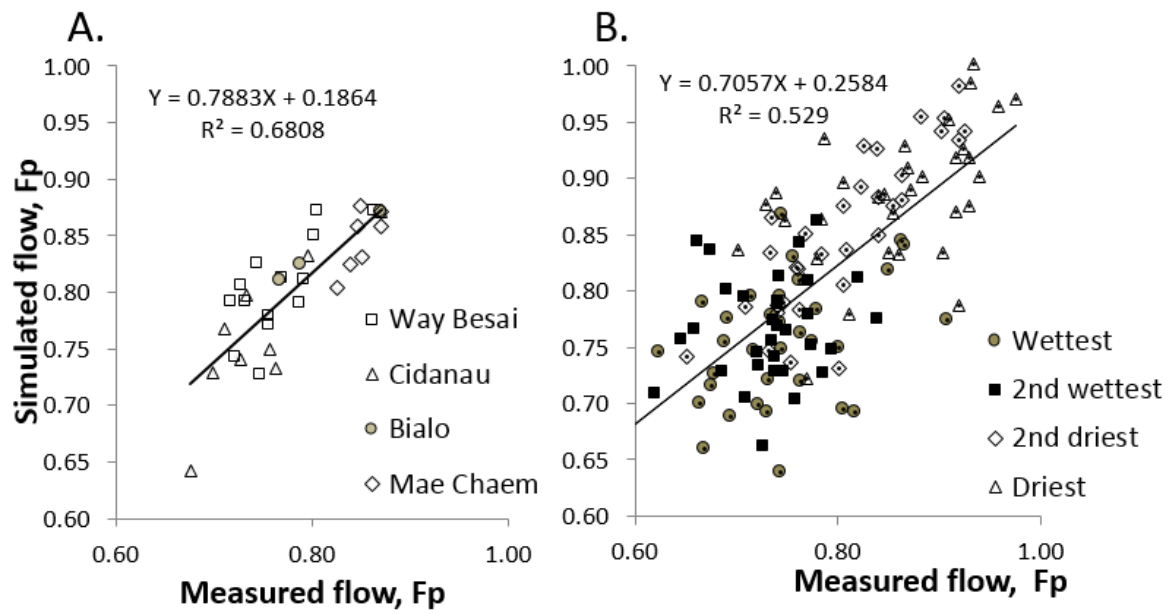 A.
1.00
0.95
0.90
0.85
0.80
0.75
0.70
0.65
0.60
Simulated flow, Fp
Y = 0.7883X + 0.1864
R² = 0.6808
Way Besai
Cidanau
Bialo
Mae Chaem
0.60 0.80 1.00
Measured flow, Fp
B.
1.00
0.95
0.90
0.85
0.80
0.75
0.70
0.65
0.60
Y = 0.7057X + 0.2584
R² = 0.529
Wettest
2nd wettest
2nd driest
Driest
0.60 0.80 1.00
Measured flow, Fp